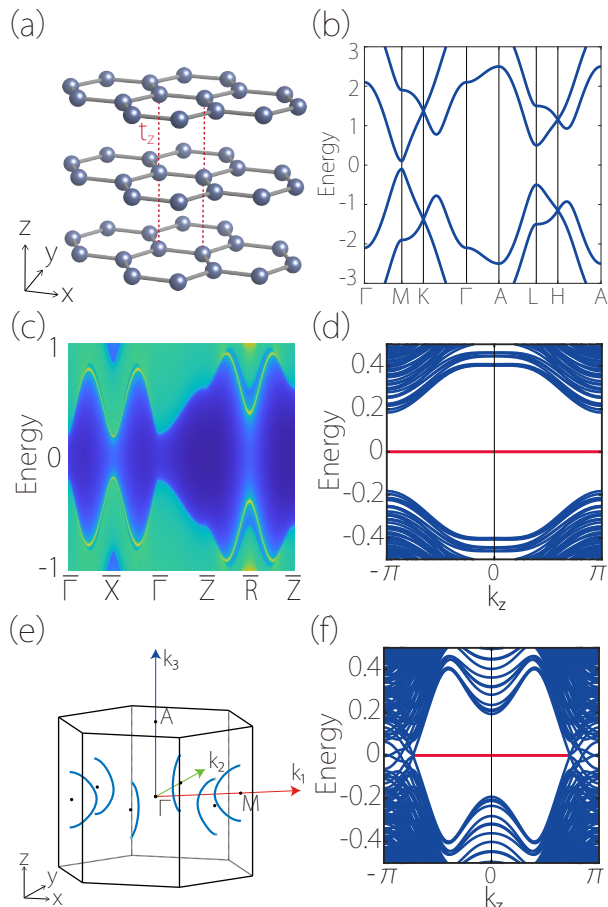 (a)
t_z
z
y
x
(b)
Energy
3
2
1
0
-1
-2
-3
Γ M K Γ A L H A
(c)
Energy
1
0
-1
Γ̅ X̅ Γ̅ Z̅ R̅ Z̅
(d)
Energy
0.4
0.2
0
-0.2
-0.4
-π 0 π
k_z
(e)
k_3
A
k_2
k_1
Γ
M
z
y
x
(f)
Energy
0.4
0.2
0
-0.2
-0.4
-π 0 π
k_z